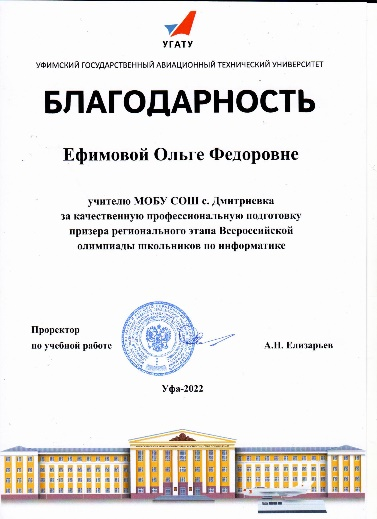 УГАТУ
УФИМСКИЙ ГОСУДАРСТВЕННЫЙ АВИАЦИОННЫЙ ТЕХНИЧЕСКИЙ УНИВЕРСИТЕТ
БЛАГОДАРНОСТЬ
Ефимовой Ольге Федоровне
учителю МОБУ СОШ с. Дмитриевка
за качественную профессиональную подготовку
призера регионального этапа Всероссийской
олимпиады школьников по информатике
Проректор
по учебной работе
А.Н. Елизарьев
Уфа-2022